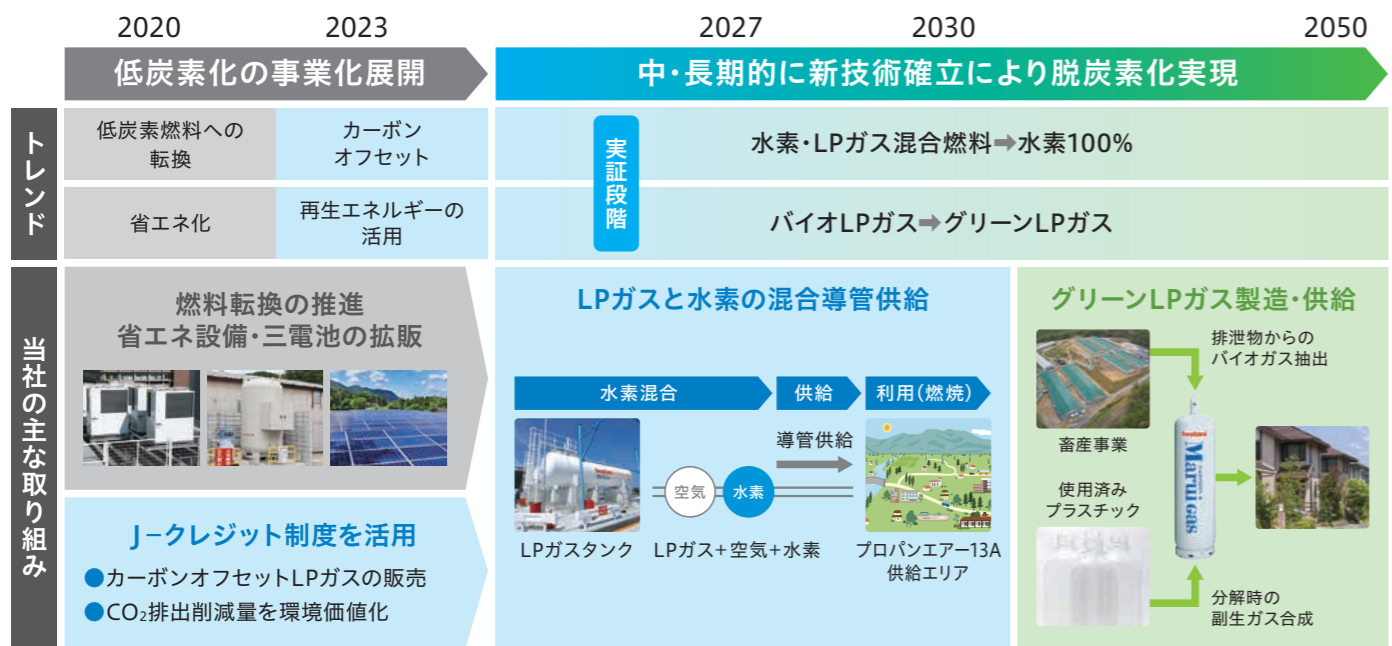 2020
2023
2027
2030
2050
低炭素化の事業化展開
中・長期的に新技術確立により脱炭素化実現
トレンド
低炭素燃料への
転換
カーボン
オフセット
実証段階
水素・LPガス混合燃料➡水素100%
省エネ化
再生エネルギーの
活用
バイオLPガス➡グリーンLPガス
当社の主な取り組み
燃料転換の推進
省エネ設備・三電池の拡販
J−クレジット制度を活用
●カーボンオフセットLPガスの販売
●CO₂排出削減量を環境価値化
LPガスと水素の混合導管供給
水素混合
供給
利用(燃焼)
導管供給
空気
水素
LPガスタンク
LPガス+空気+水素
プロパンエアー13A
供給エリア
グリーンLPガス製造・供給
排泄物からの
バイオガス抽出
畜産事業
Iwatani
Marui gas
使用済み
プラスチック
分解時の
副生ガス合成